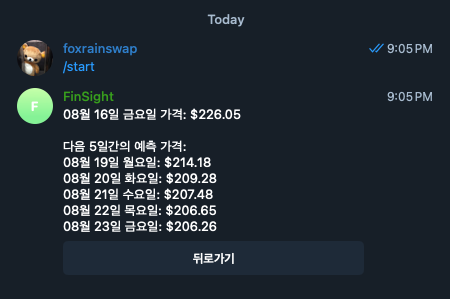 Today
foxrainswap
9:05 PM
/start
F
FinSight
9:05 PM
08월 16일 금요일 가격: $226.05
다음 5일간의 예측 가격:
08월 19일 월요일: $214.18
08월 20일 화요일: $209.28
08월 21일 수요일: $207.48
08월 22일 목요일: $206.65
08월 23일 금요일: $206.26
뒤로가기